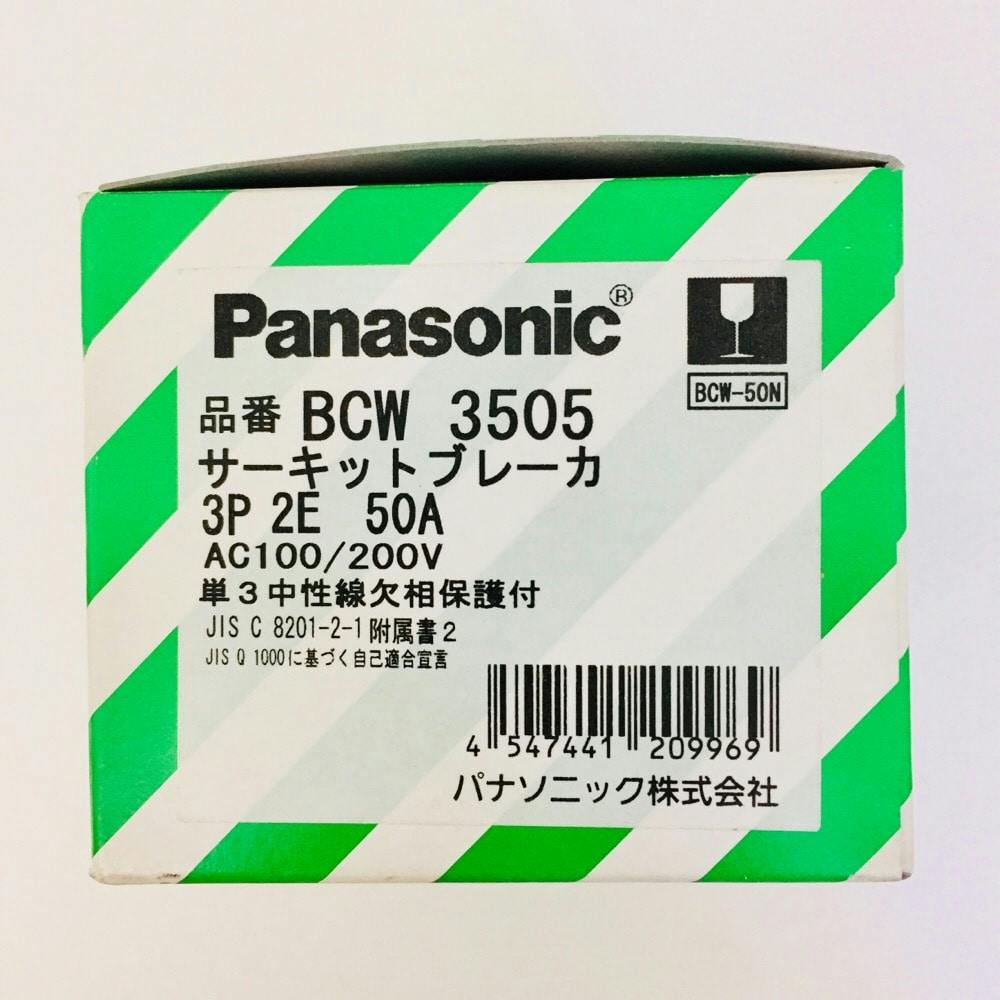 Panasonic®
BCW-50N
品番 BCW 3505
サーキットブレーカ
3P 2E 50A
AC100/200V
単3中性線欠相保護付
JIS C 8201-2-1 附属書2
JIS Q 1000に基づく自己適合宣言
4 547441 209969
パナソニック株式会社